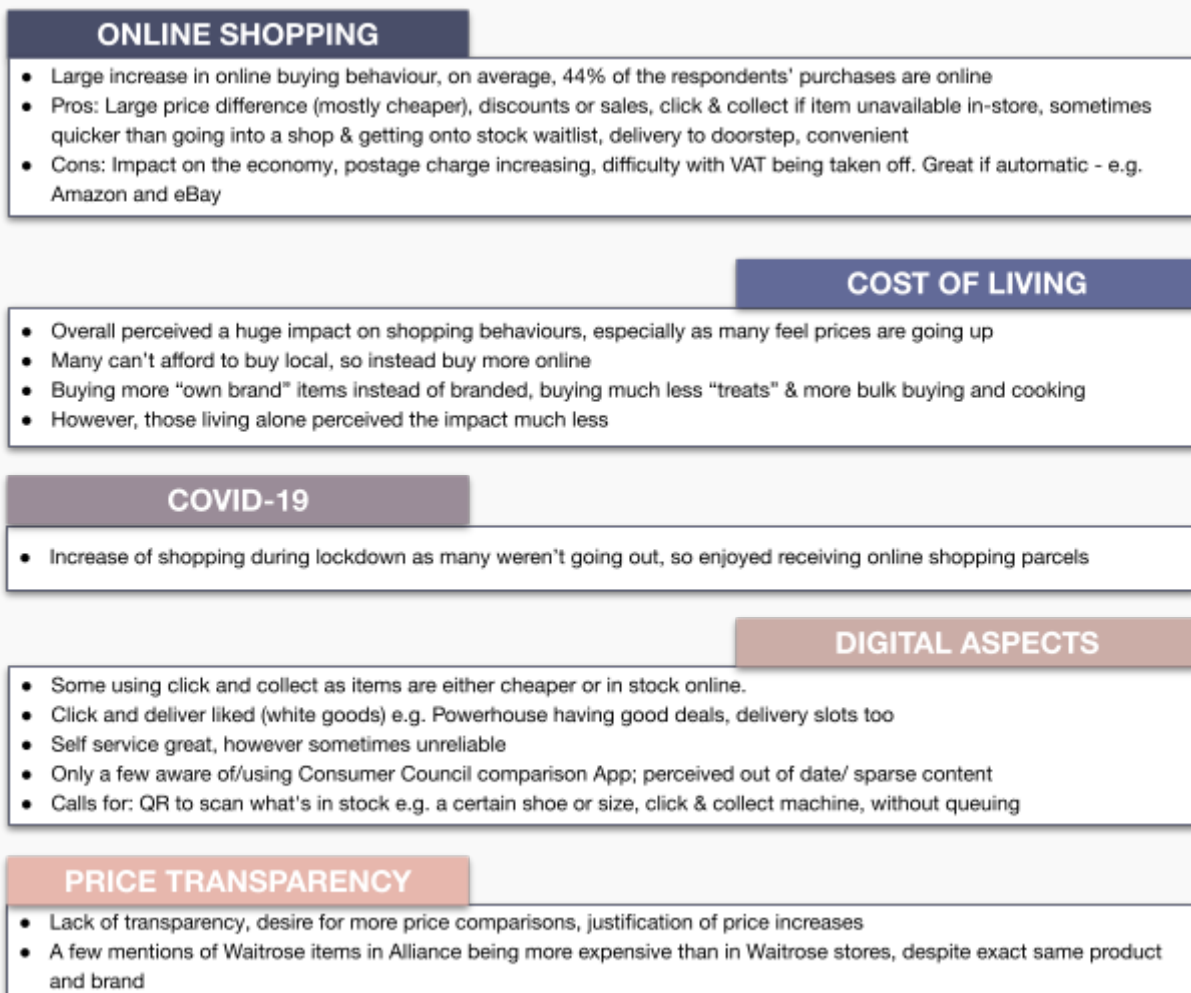 ONLINE SHOPPING
● Large increase in online buying behaviour, on average, 44% of the respondents' purchases are online
● Pros: Large price difference (mostly cheaper), discounts or sales, click & collect if item unavailable in-store, sometimes
quicker than going into a shop & getting onto stock waitlist, delivery to doorstep, convenient
● Cons: Impact on the economy, postage charge increasing, difficulty with VAT being taken off. Great if automatic - e.g.
Amazon and eBay
COST OF LIVING
● Overall perceived a huge impact on shopping behaviours, especially as many feel prices are going up
● Many can't afford to buy local, so instead buy more online
● Buying more "own brand" items instead of branded, buying much less "treats" & more bulk buying and cooking
● However, those living alone perceived the impact much less
COVID-19
● Increase of shopping during lockdown as many weren't going out, so enjoyed receiving online shopping parcels
DIGITAL ASPECTS
● Some using click and collect as items are either cheaper or in stock online.
● Click and deliver liked (white goods) e.g. Powerhouse having good deals, delivery slots too
● Self service great, however sometimes unreliable
● Only a few aware of/using Consumer Council comparison App; perceived out of date/ sparse content
● Calls for: QR to scan what's in stock e.g. a certain shoe or size, click & collect machine, without queuing
PRICE TRANSPARENCY
● Lack of transparency, desire for more price comparisons, justification of price increases
● A few mentions of Waitrose items in Alliance being more expensive than in Waitrose stores, despite exact same product
and brand